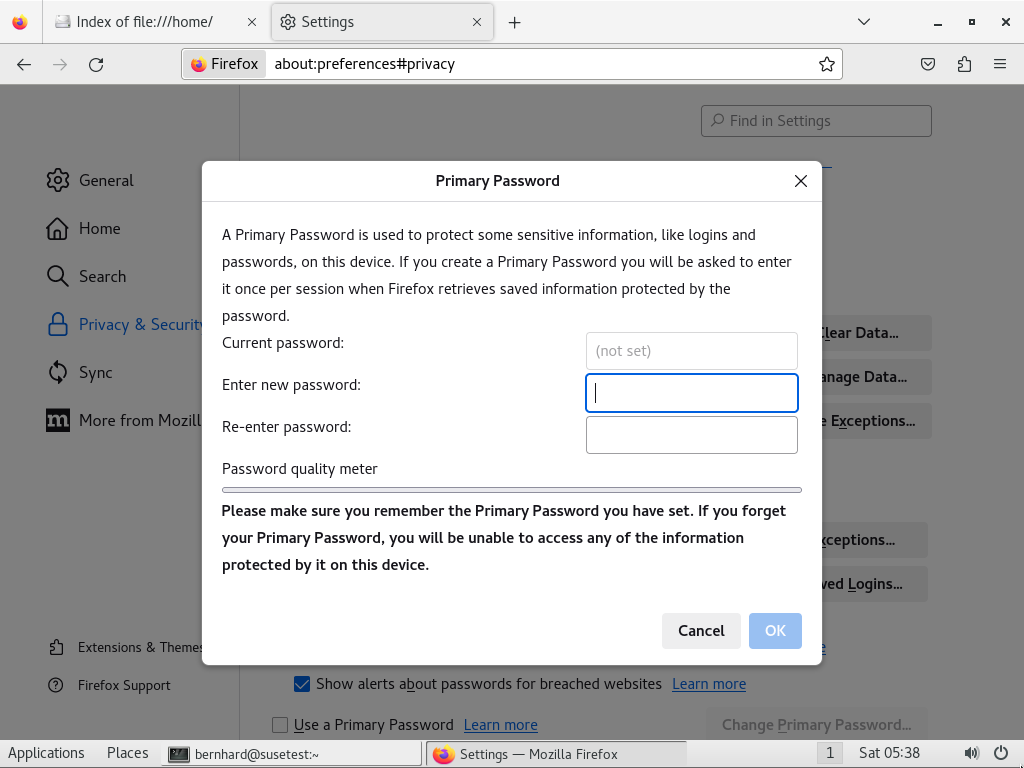 Index of file:///home/
Settings
Firefox
about:preferences#privacy
Find in Settings
General
Home
Search
Privacy & Security
Sync
More from Mozill
Extensions & Themes
Firefox Support
Primary Password
A Primary Password is used to protect some sensitive information, like logins and
passwords, on this device. If you create a Primary Password you will be asked to enter
it once per session when Firefox retrieves saved information protected by the
password.
Current password:
(not set)
Enter new password:
Re-enter password:
Password quality meter
Please make sure you remember the Primary Password you have set. If you forget
your Primary Password, you will be unable to access any of the information
protected by it on this device.
Cancel
OK
Clear Data...
anage Data...
e Exceptions...
xceptions...
ved Logins...
Show alerts about passwords for breached websites Learn more
Use a Primary Password Learn more
Change Primary Password...
Applications
Places
bernhard@susetest:~
Settings — Mozilla Firefox
1
Sat 05:38